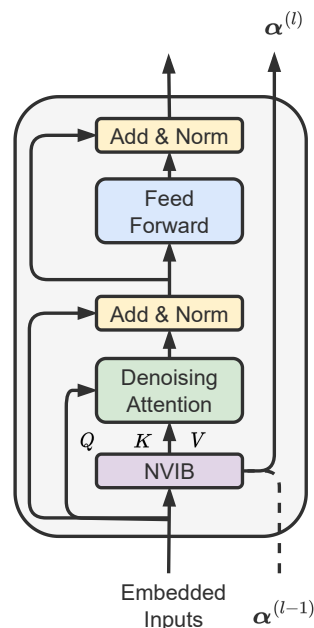 α^(l)
Add & Norm
Feed
Forward
Add & Norm
Denoising
Attention
Q K V
NVIB
Embedded
Inputs
α^(l−1)